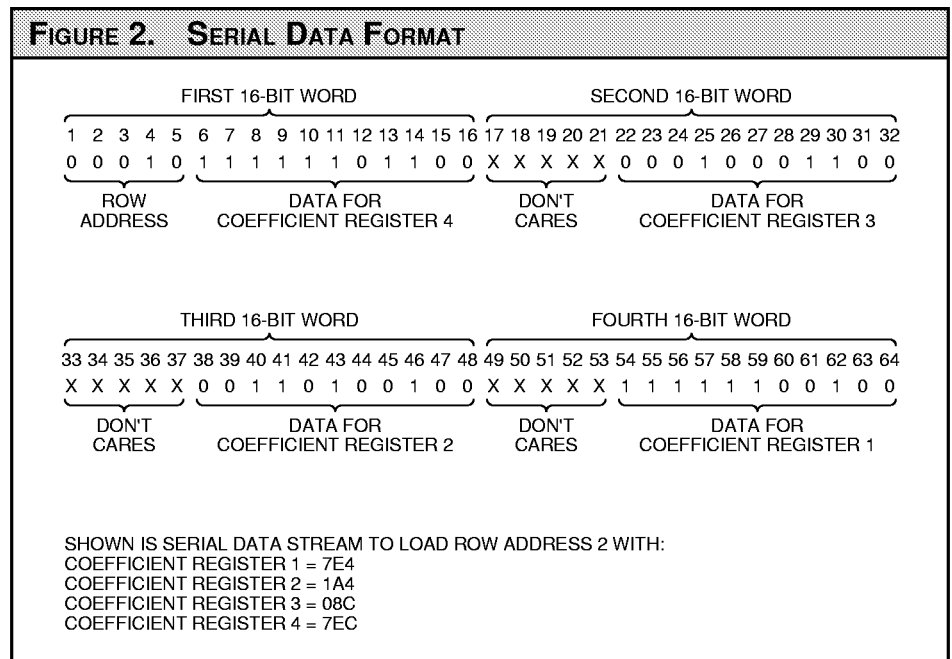 FIGURE 2. SERIAL DATA FORMAT
FIRST 16-BIT WORD SECOND 16-BIT WORD
1 2 3 4 5 6 7 8 9 10 11 12 13 14 15 16 17 18 19 20 21 22 23 24 25 26 27 28 29 30 31 32
0 0 0 1 0 1 1 1 1 1 1 0 1 1 0 0 X X X X X 0 0 0 1 0 0 0 1 1 0 0
ROW DATA FOR DON'T DATA FOR
ADDRESS COEFFICIENT REGISTER 4 CARES COEFFICIENT REGISTER 3
THIRD 16-BIT WORD FOURTH 16-BIT WORD
33 34 35 36 37 38 39 40 41 42 43 44 45 46 47 48 49 50 51 52 53 54 55 56 57 58 59 60 61 62 63 64
X X X X X 0 0 1 1 0 1 0 0 1 0 0 X X X X X 1 1 1 1 1 1 0 0 1 0 0
DON'T DATA FOR DON'T DATA FOR
CARES COEFFICIENT REGISTER 2 CARES COEFFICIENT REGISTER 1
SHOWN IS SERIAL DATA STREAM TO LOAD ROW ADDRESS 2 WITH:
COEFFICIENT REGISTER 1 = 7E4
COEFFICIENT REGISTER 2 = 1A4
COEFFICIENT REGISTER 3 = 08C
COEFFICIENT REGISTER 4 = 7EC